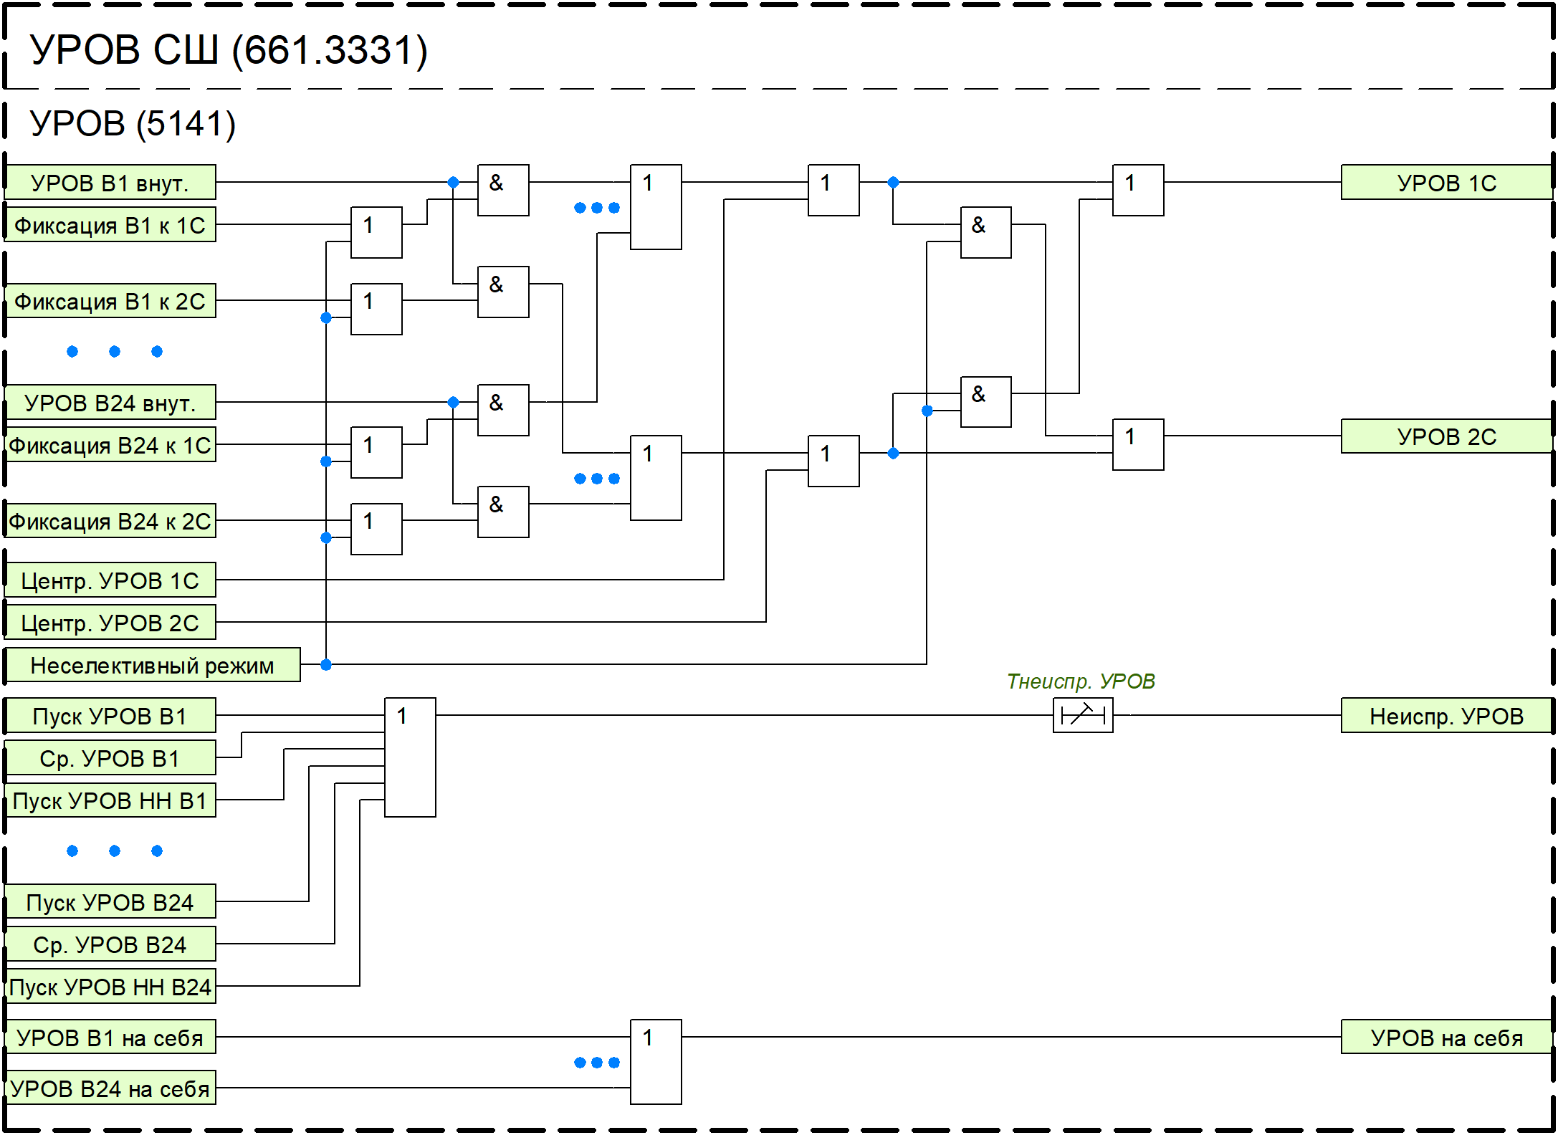 УРОВ СШ (661.3331)
УРОВ (5141)
УРОВ В1 внут.
&
1
1
1
УРОВ 1С
Фиксация В1 к 1С
1
&
Фиксация В1 к 2С
1
&
УРОВ В24 внут.
&
&
Фиксация В24 к 1С
1
1
1
1
УРОВ 2С
Фиксация В24 к 2С
1
&
Центр. УРОВ 1С
Центр. УРОВ 2С
Неселективный режим
Тнеиспр. УРОВ
Пуск УРОВ В1
1
Неиспр. УРОВ
Ср. УРОВ В1
Пуск УРОВ НН В1
Пуск УРОВ В24
Ср. УРОВ В24
Пуск УРОВ НН В24
УРОВ В1 на себя
1
УРОВ на себя
УРОВ В24 на себя